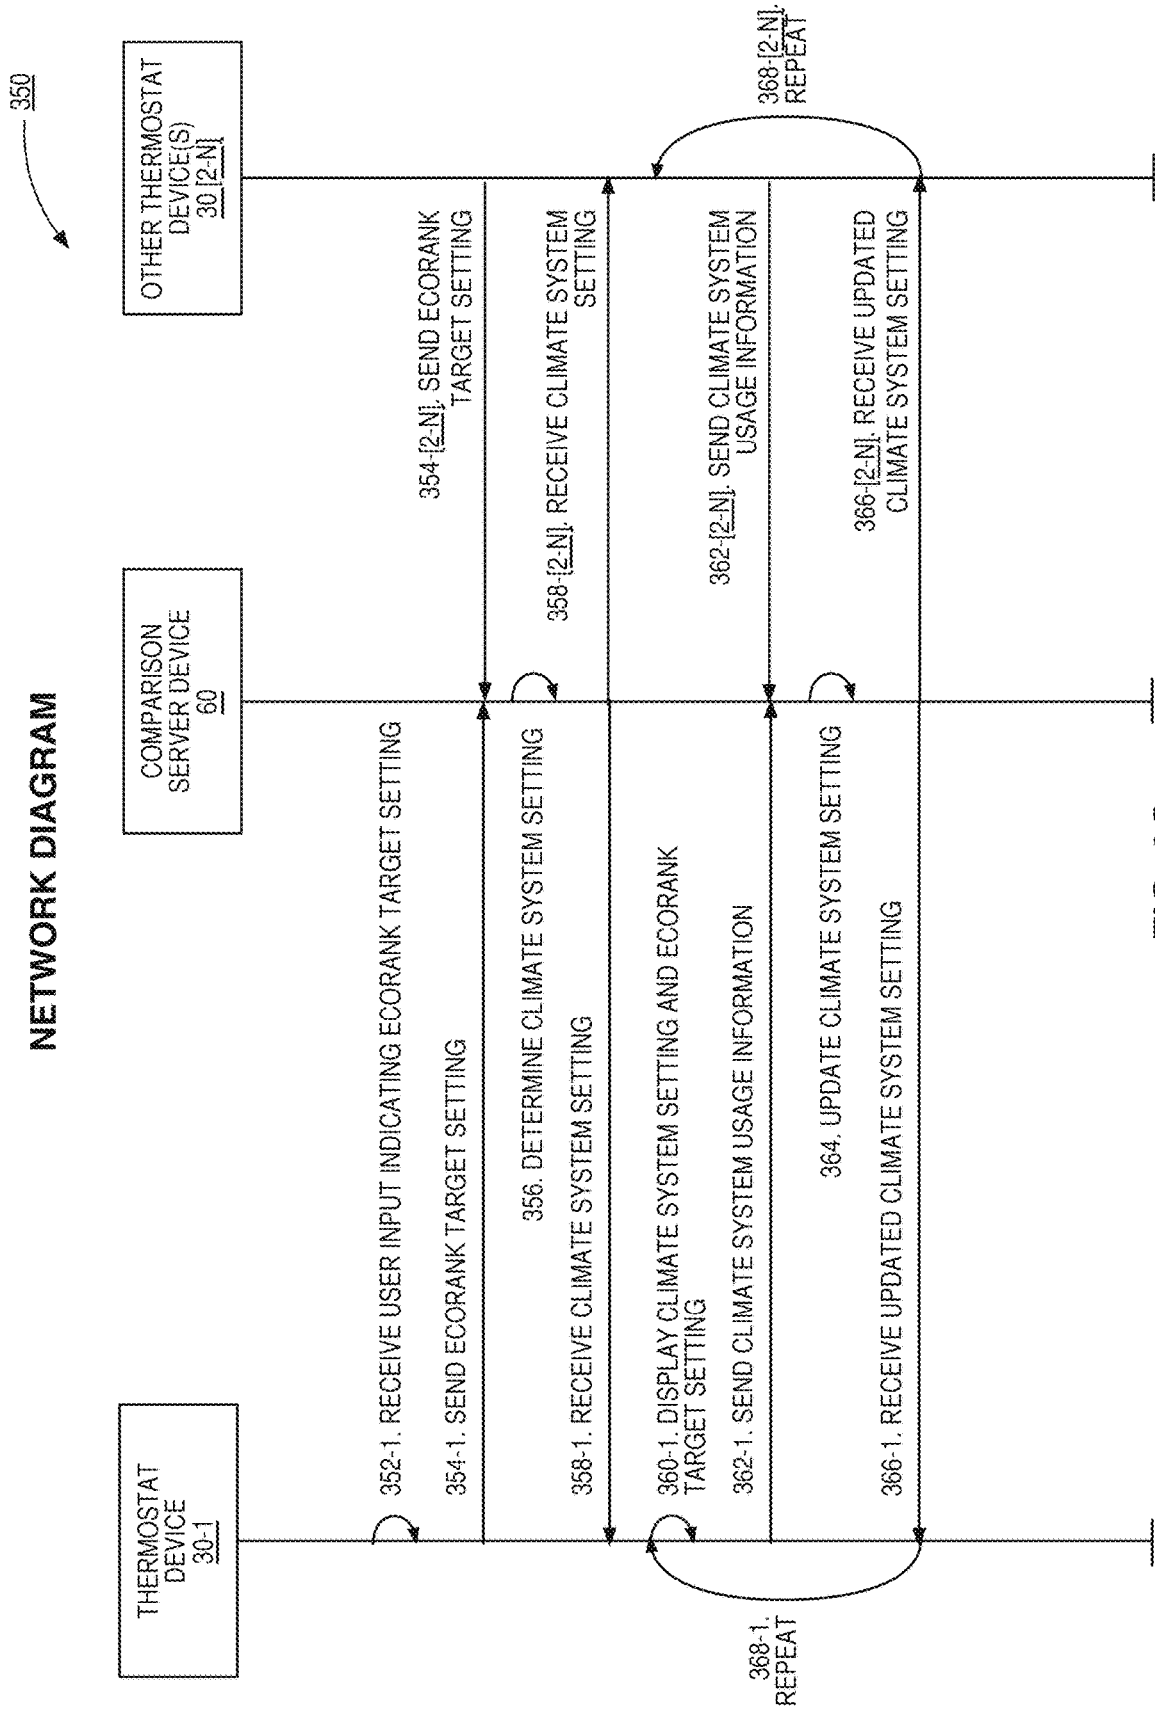 NETWORK DIAGRAM
350
THERMOSTAT
DEVICE
30-1
COMPARISON
SERVER DEVICE
60
OTHER THERMOSTAT
DEVICE(S)
30 [2-N]
352-1. RECEIVE USER INPUT INDICATING ECORANK TARGET SETTING
354-1. SEND ECORANK TARGET SETTING
354-[2-N]. SEND ECORANK
TARGET SETTING
356. DETERMINE CLIMATE SYSTEM SETTING
358-1. RECEIVE CLIMATE SYSTEM SETTING
358-[2-N]. RECEIVE CLIMATE SYSTEM
SETTING
360-1. DISPLAY CLIMATE SYSTEM SETTING AND ECORANK
TARGET SETTING
362-1. SEND CLIMATE SYSTEM USAGE INFORMATION
362-[2-N]. SEND CLIMATE SYSTEM
USAGE INFORMATION
364. UPDATE CLIMATE SYSTEM SETTING
366-1. RECEIVE UPDATED CLIMATE SYSTEM SETTING
366-[2-N]. RECEIVE UPDATED
CLIMATE SYSTEM SETTING
368-1.
REPEAT
368-[2-N].
REPEAT